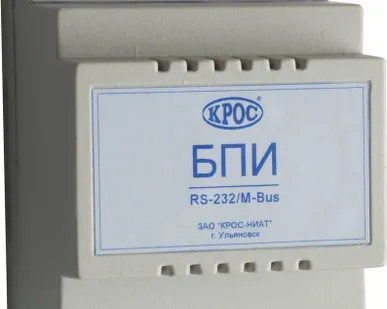 КРОС
БПИ
RS-232/M-Bus
ЗАО "КРОС-НИАТ"
г. Ульяновск